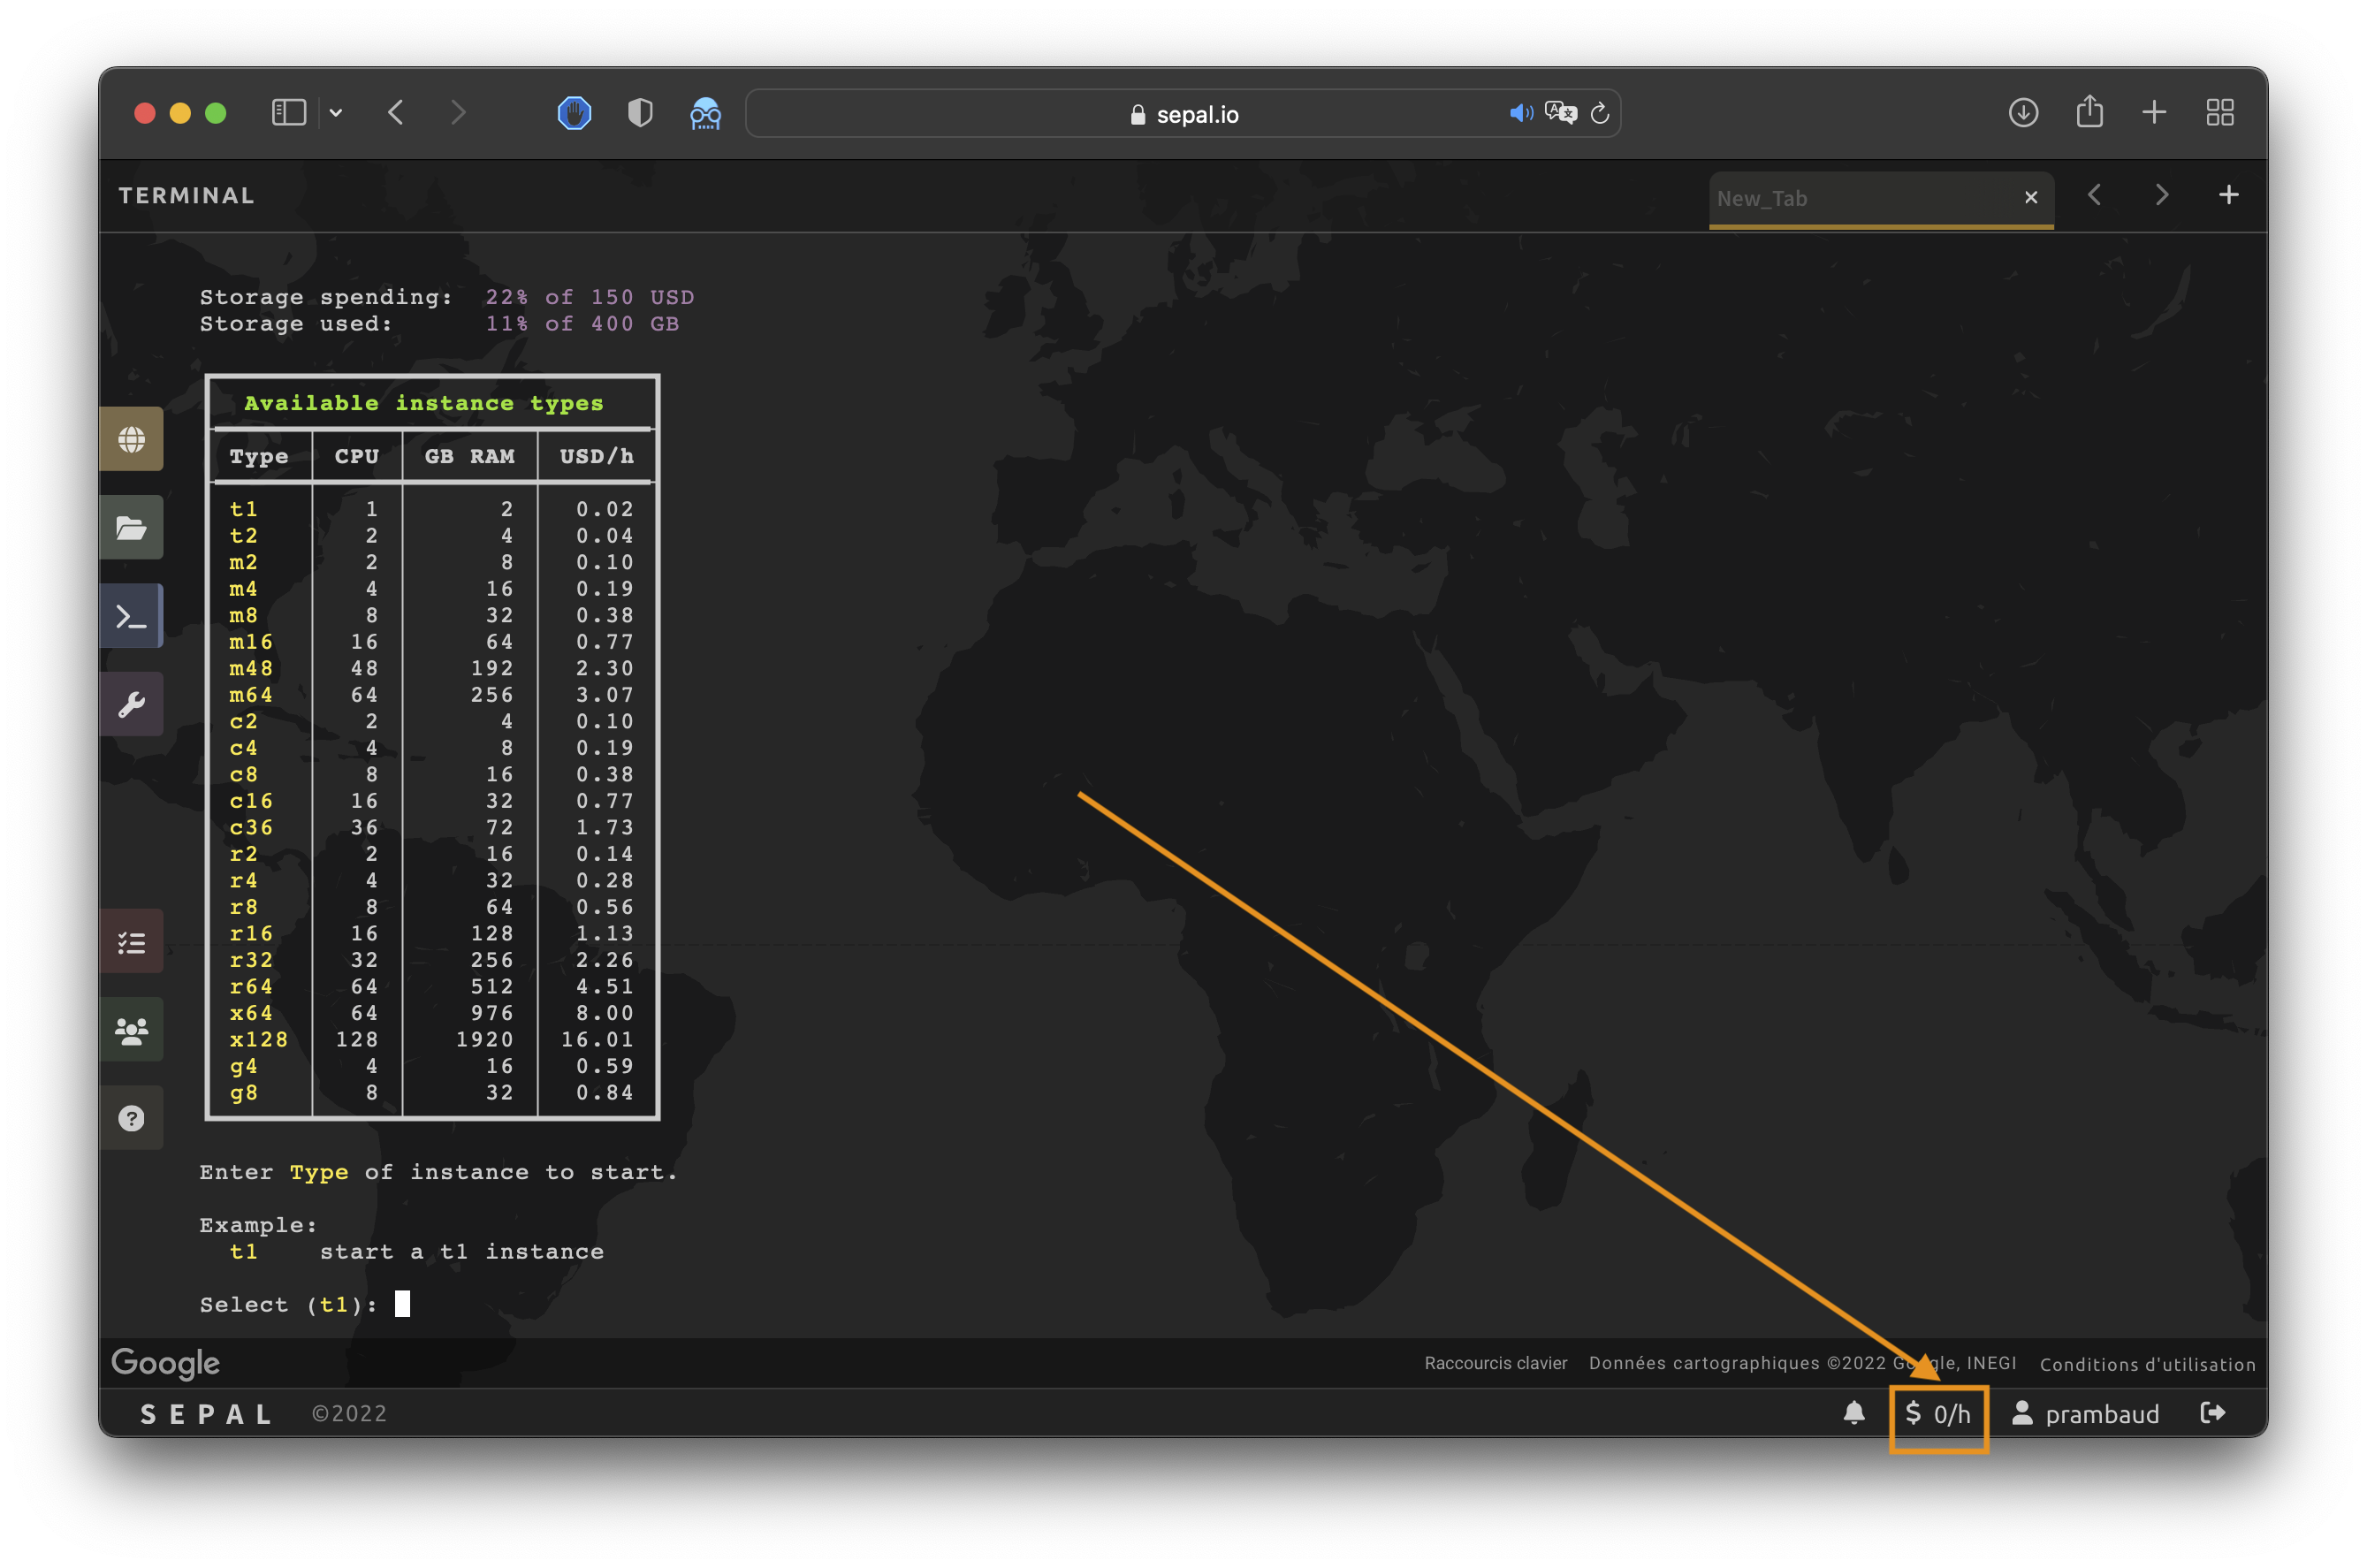 sepal.io
TERMINAL
New_Tab
Storage spending: 22% of 150 USD
Storage used: 11% of 400 GB
Available instance types
Type CPU GB RAM USD/h
t1 1 2 0.02
t2 2 4 0.04
m2 2 8 0.10
m4 4 16 0.19
m8 8 32 0.38
m16 16 64 0.77
m48 48 192 2.30
m64 64 256 3.07
c2 2 4 0.10
c4 4 8 0.19
c8 8 16 0.38
c16 16 32 0.77
c36 36 72 1.73
r2 2 16 0.14
r4 4 32 0.28
r8 8 64 0.56
r16 16 128 1.13
r32 32 256 2.26
r64 64 512 4.51
x64 64 976 8.00
x128 128 1920 16.01
g4 4 16 0.59
g8 8 32 0.84
Enter Type of instance to start.
Example:
t1 start a t1 instance
Select (t1):
Google
Raccourcis clavier Données cartographiques ©2022 Google, INEGI Conditions d'utilisation
SEPAL ©2022 $ 0/h prambaud